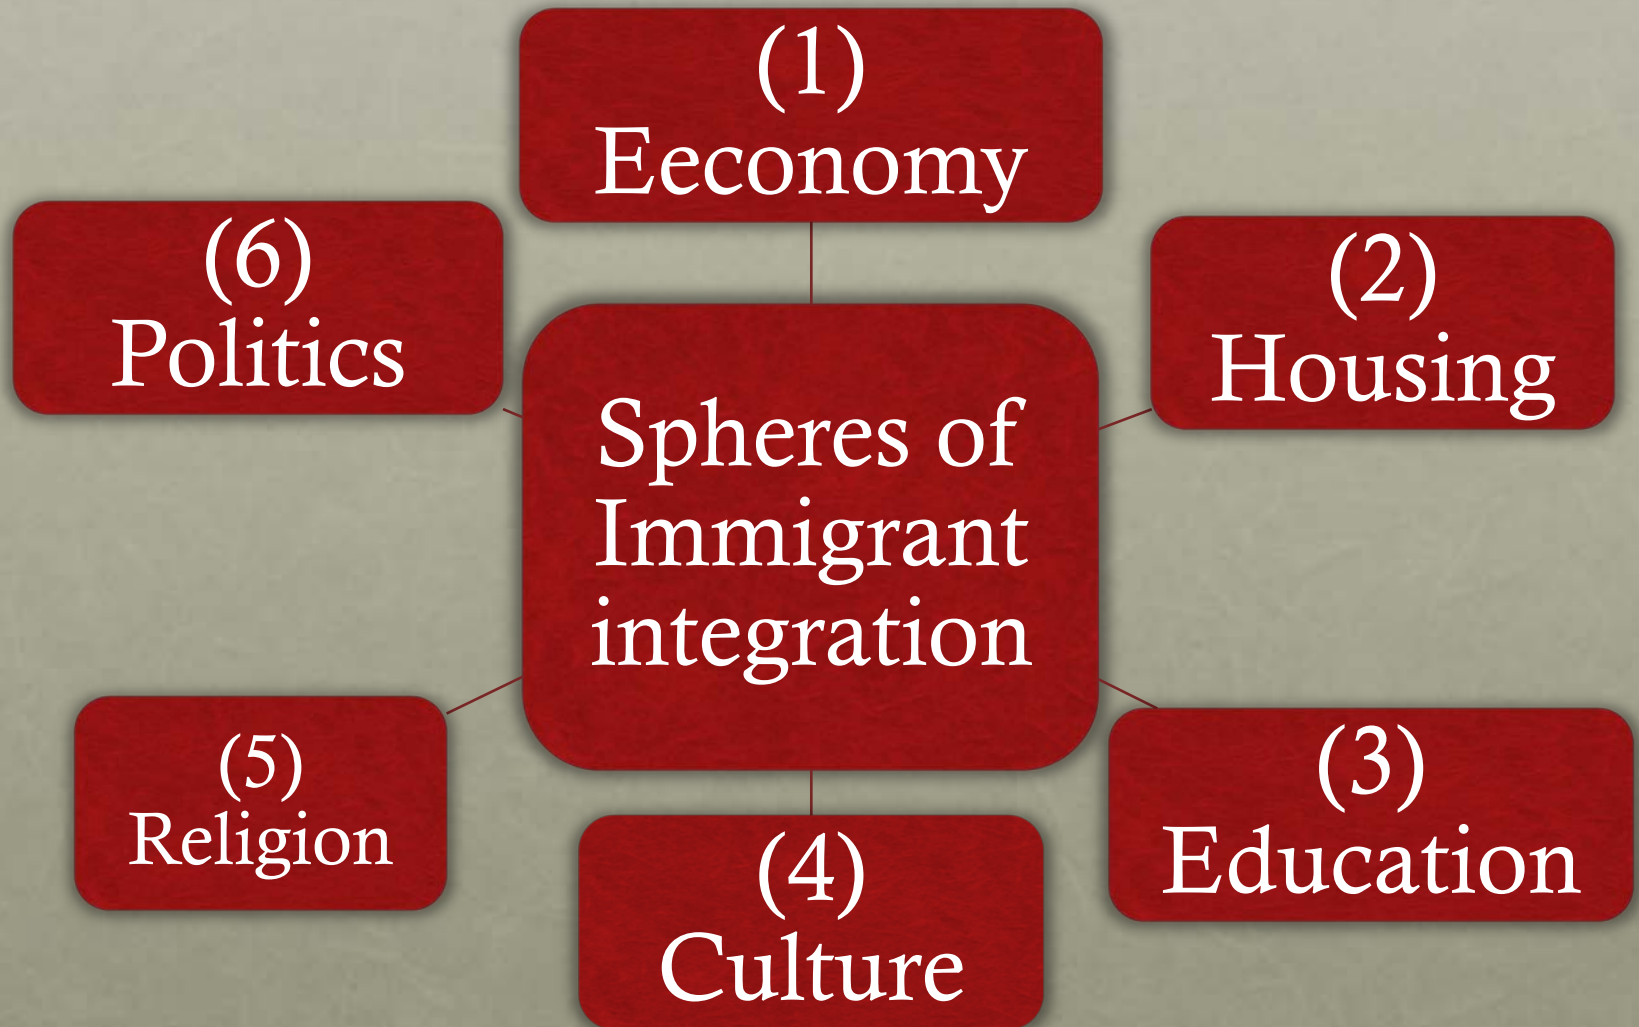 (1)
Eeconomy
(2)
Housing
(3)
Education
(4)
Culture
(5)
Religion
(6)
Politics
Spheres of
Immigrant
integration